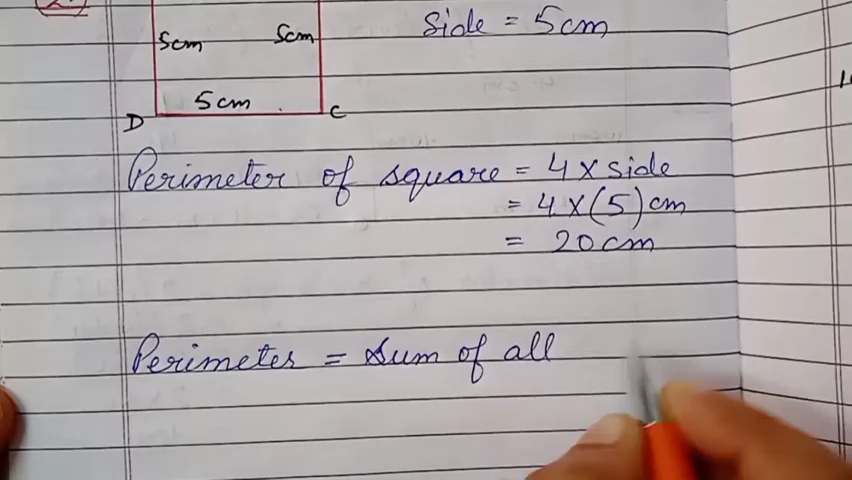 5cm 5cm Side = 5cm
5cm
D C
Perimeter of square = 4 x side
= 4 x (5) cm
= 20 cm
Perimeter = Sum of all